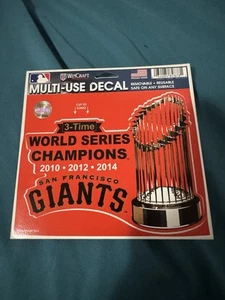 WINCRAFT
MULTI-USE DECAL
REMOVABLE • REUSABLE
SAFE ON ANY SURFACE
3-Time
WORLD SERIES
CHAMPIONS
2010 • 2012 • 2014
SAN FRANCISCO
GIANTS